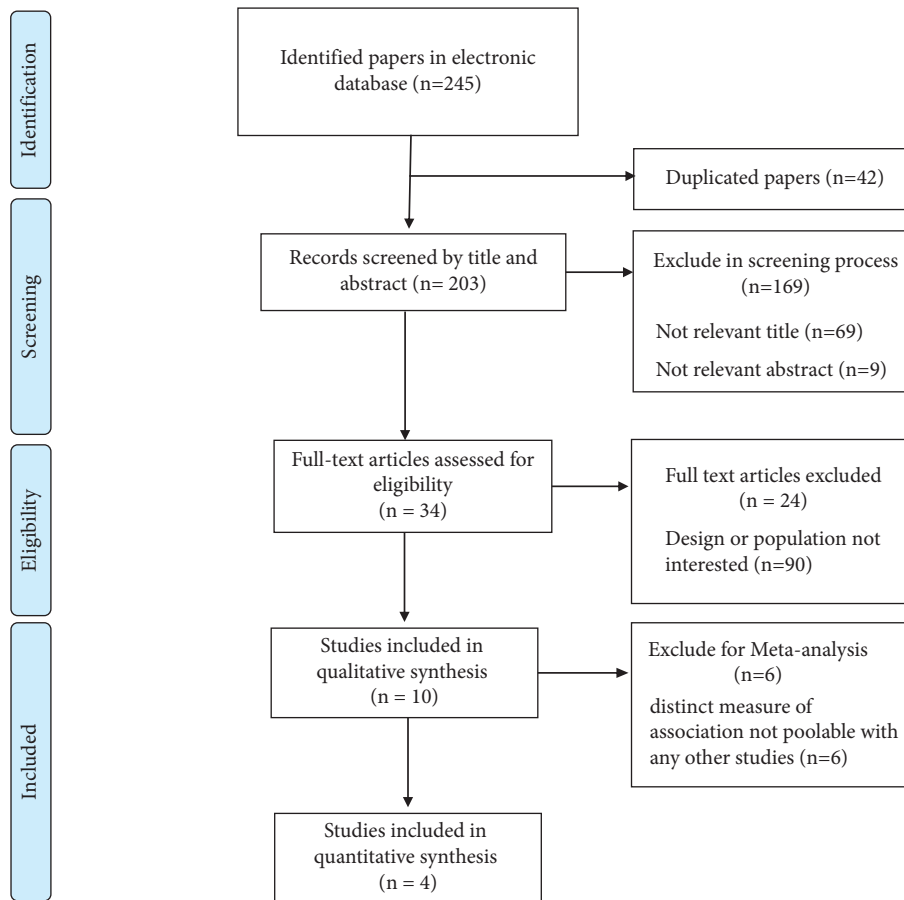 Identification
Identified papers in electronic
database (n=245)
Duplicated papers (n=42)
Screening
Records screened by title and
abstract (n= 203)
Exclude in screening process
(n=169)
Not relevant title (n=69)
Not relevant abstract (n=9)
Eligibility
Full-text articles assessed for
eligibility
(n = 34)
Full text articles excluded
(n = 24)
Design or population not
interested (n=90)
Included
Studies included in
qualitative synthesis
(n = 10)
Exclude for Meta-analysis
(n=6)
distinct measure of
association not poolable with
any other studies (n=6)
Studies included in
quantitative synthesis
(n = 4)